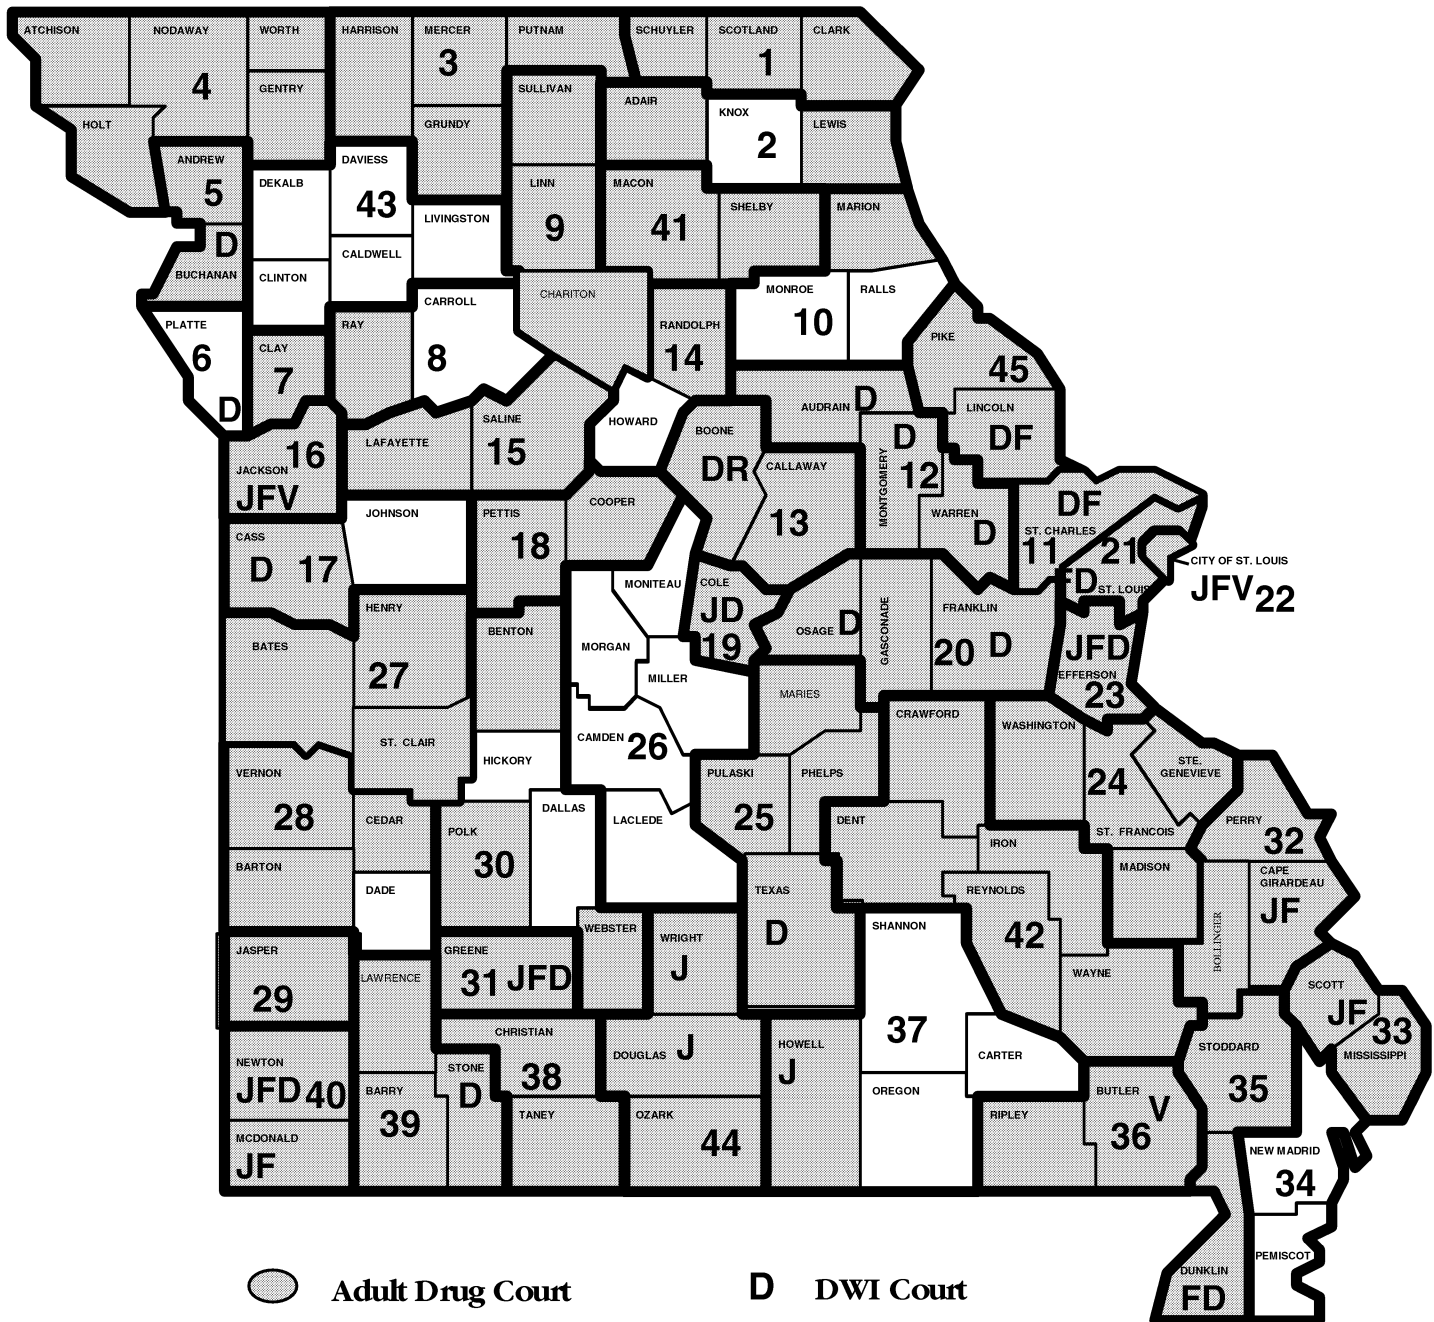 ATCHISON
NODAWAY
WORTH
HARRISON
MERCER
PUTNAM
SCHUYLER
SCOTLAND
CLARK
3
1
4
GENTRY
SULLIVAN
ADAIR
KNOX
HOLT
GRUNDY
LEWIS
2
ANDREW
DAVIESS
5
DEKALB
43
LINN
MACON
SHELBY
MARION
LIVINGSTON
9
41
D
CALDWELL
BUCHANAN
CLINTON
CARROLL
CHARITON
MONROE
RALLS
PLATTE
RAY
RANDOLPH
10
PIKE
6
CLAY
8
14
45
7
D
AUDRAIN D
LINCOLN
HOWARD
SALINE
BOONE
D
DF
LAFAYETTE
15
16
JACKSON
JFV
DR
CALLAWAY
MONTGOMERY
12
JOHNSON
PETTIS
COOPER
13
WARREN
D
DF
ST. CHARLES
11
21
CASS
D
17
18
CITY OF ST. LOUIS
JFV22
FD
ST. LOUIS
MONITEAU
COLE
JD
19
HENRY
BENTON
OSAGE D
GASCONADE
FRANKLIN
20
D
JFD
EFFERSON
23
BATES
27
MORGAN
MILLER
MARIES
CRAWFORD
WASHINGTON
ST. CLAIR
CAMDEN
26
HICKORY
VERNON
PULASKI
PHELPS
24
STE.
GENEVIEVE
28
CEDAR
DALLAS
LACLEDE
25
DENT
ST. FRANCOIS
PERRY
32
POLK
30
IRON
BARTON
DADE
TEXAS
REYNOLDS
MADISON
CAPE
GIRARDEAU
JF
BOLLINGER
WEBSTER
WRIGHT
J
D
SHANNON
42
JASPER
29
LAWRENCE
GREENE
31
JFD
WAYNE
SCOTT
JF
33
MISSISSIPPI
CHRISTIAN
38
DOUGLAS
J
HOWELL
J
37
CARTER
STODDARD
35
NEWTON
JFD
40
BARRY
39
STONE
D
TANEY
OZARK
44
OREGON
RIPLEY
BUTLER
V
36
MCDONALD
JF
NEW MADRID
34
PEMISCOT
DUNKLIN
FD
Adult Drug Court
D DWI Court